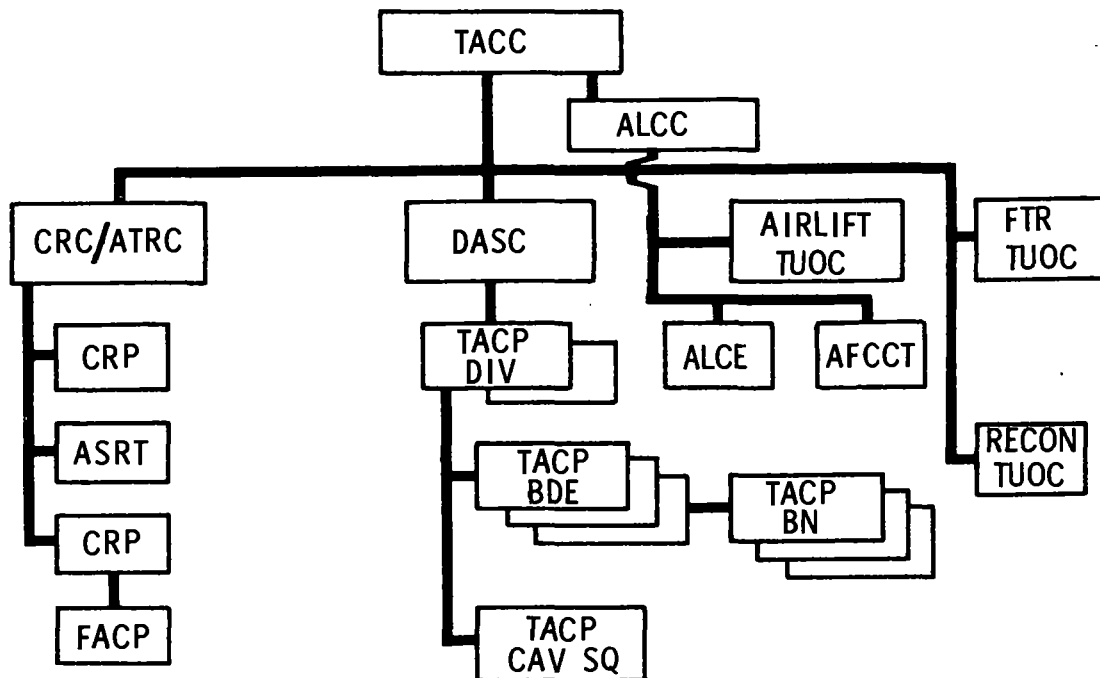 TACC
ALCC
CRC/ATRC
DASC
AIRLIFT
TUOC
FTR
TUOC
CRP
TACP
DIV
ALCE
AFCCT
ASRT
TACP
BDE
TACP
BN
RECON
TUOC
CRP
FACP
TACP
CAV SQ